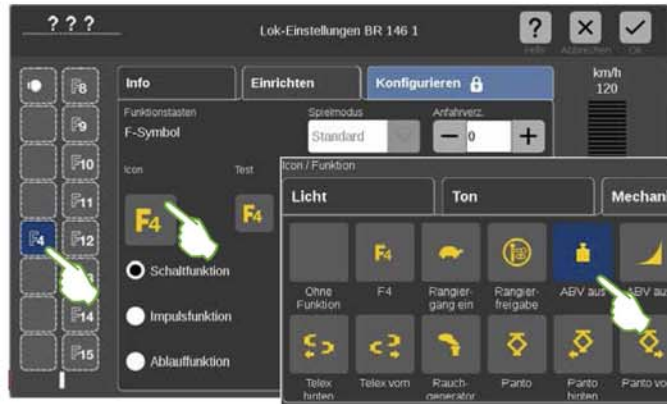 ? ? ?
Lok-Einstellungen BR 146 1
?
Hilfe
Abbrechen
OK
Info
Einrichten
Konfigurieren
km/h
120
F8
F9
F10
F11
F4
F12
F14
F15
Funktionstasten
F-Symbol
Spielmodus
Standard
Anfahrverz.
0
Icon
Test
F4
F4
Schaltfunktion
Impulsfunktion
Ablauffunktion
Icon / Funktion
Licht
Ton
Mechani
F4
Ohne Funktion
F4
Rangier-gang ein
Rangier-freigabe
ABV aus
ABV au
Telex hinten
Telex vorn
Rauch-generator
Panto
Panto hinten
Panto vo